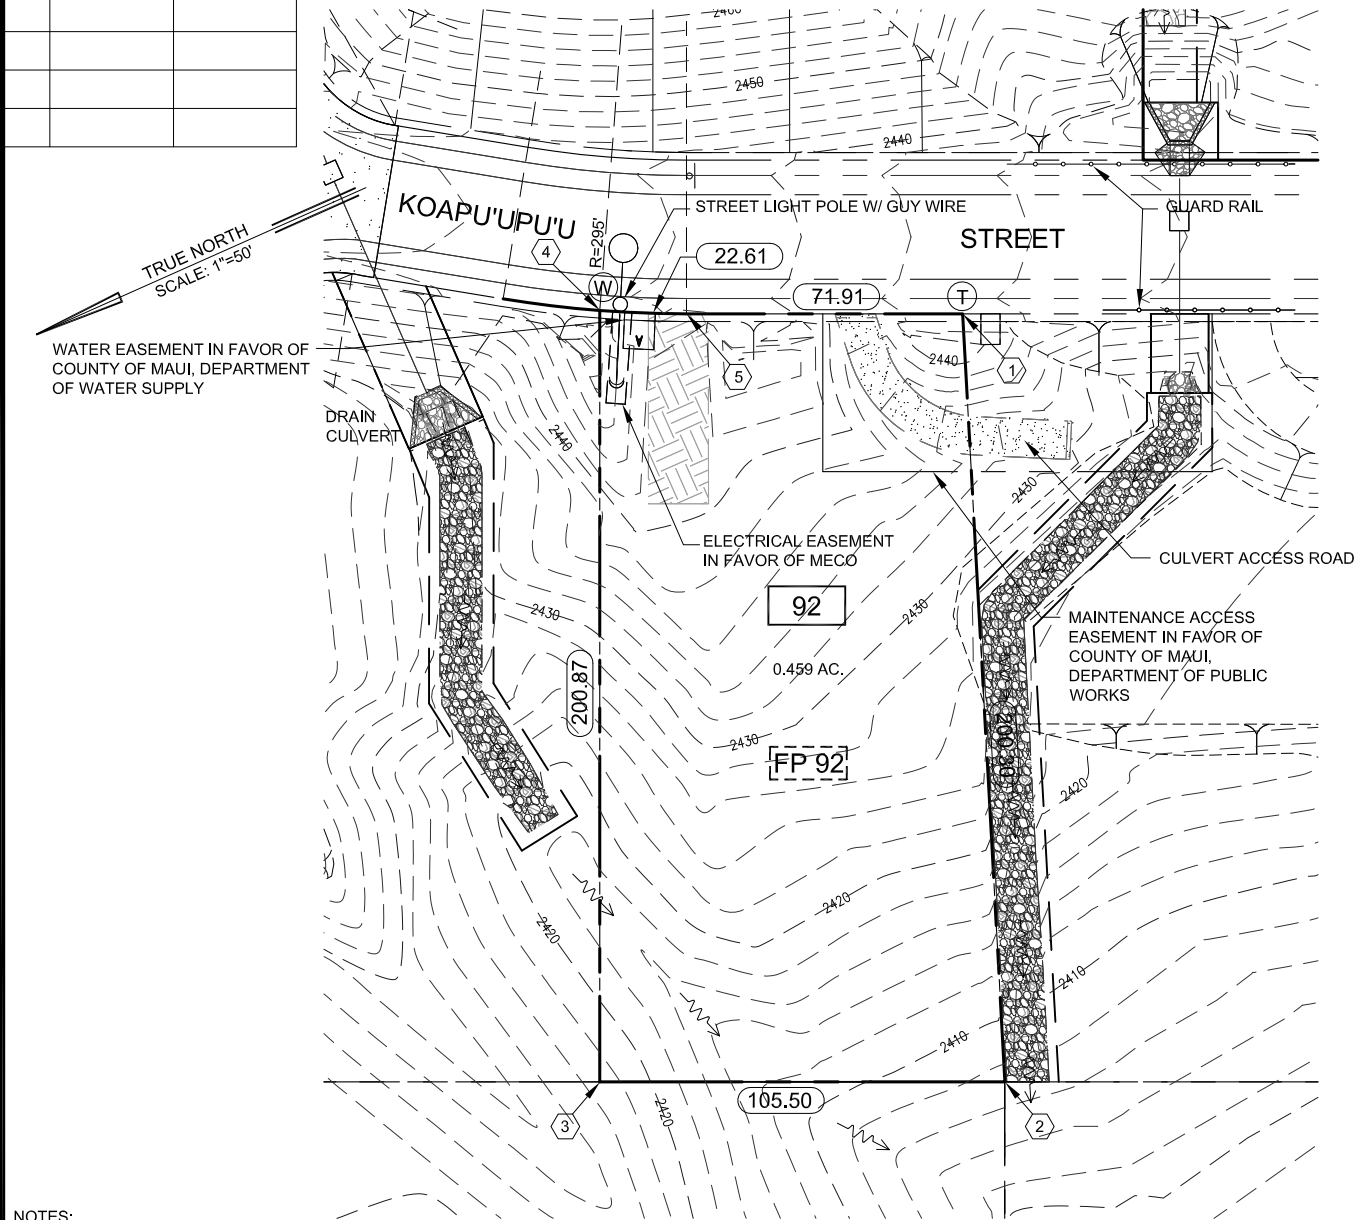 2460
2450
2440
KOAPU'UPU'U
STREET
R=295'
STREET LIGHT POLE W/ GUY WIRE
GUARD RAIL
TRUE NORTH
SCALE: 1"=50'
4
W
22.61
71.91
T
WATER EASEMENT IN FAVOR OF
COUNTY OF MAUI, DEPARTMENT
OF WATER SUPPLY
5
1
2440
DRAIN
CULVERT
2440
2430
ELECTRICAL EASEMENT
IN FAVOR OF MECO
CULVERT ACCESS ROAD
92
2430
2430
MAINTENANCE ACCESS
EASEMENT IN FAVOR OF
COUNTY OF MAUI,
DEPARTMENT OF PUBLIC
WORKS
0.459 AC.
200.87
2430
FP 92
2420
2420
2420
2410
2410
105.50
2420
3
2
NOTES: